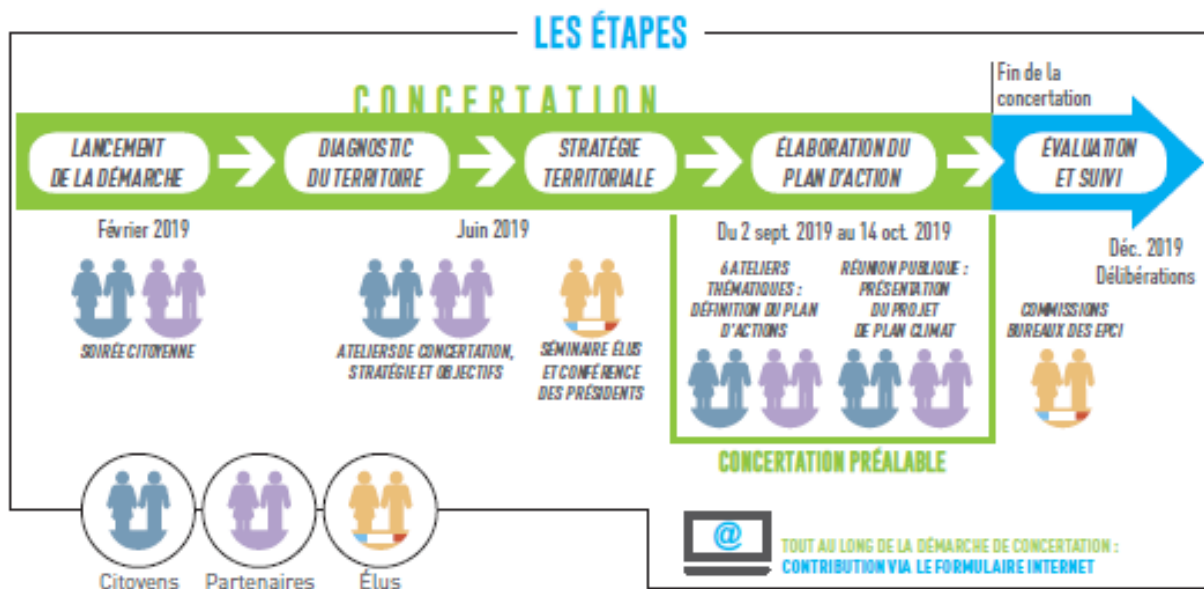 LES ÉTAPES
CONCERTATION
Fin de la
concertation
LANCEMENT
DE LA DÉMARCHE
DIAGNOSTIC
DU TERRITOIRE
STRATÉGIE
TERRITORIALE
ÉLABORATION DU
PLAN D'ACTION
ÉVALUATION
ET SUIVI
Février 2019
Juin 2019
Du 2 sept. 2019 au 14 oct. 2019
Déc. 2019
Délibérations
SOIRÉE CITOYENNE
ATELIERS DE CONCERTATION,
STRATÉGIE ET OBJECTIFS
SÉMINAIRE ÉLUS
ET CONFÉRENCE
DES PRÉSIDENTS
6 ATELIERS
THÉMATIQUES :
DÉFINITION DU PLAN
D'ACTIONS
RÉUNION PUBLIQUE :
PRÉSENTATION
DU PROJET
DE PLAN CLIMAT
COMMISSIONS
BUREAUX DES EPCI
CONCERTATION PRÉALABLE
Citoyens
Partenaires
Élus
@
TOUT AU LONG DE LA DÉMARCHE DE CONCERTATION :
CONTRIBUTION VIA LE FORMULAIRE INTERNET